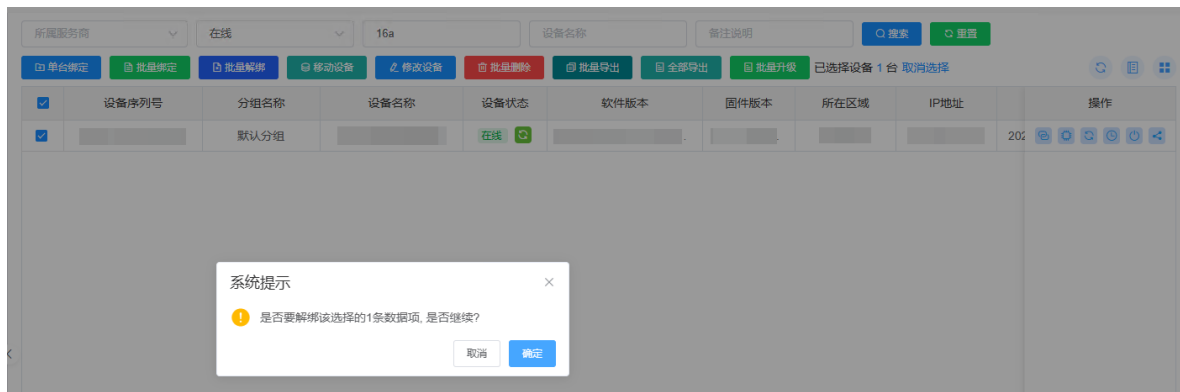 所属服务商 在线 16a 设备名称 备注说明 搜索 重置
单台绑定 批量绑定 批量解绑 移动设备 修改设备 批量删除 批量导出 全部导出 批量升级 已选择设备 1 台 取消选择
设备序列号 分组名称 设备名称 设备状态 软件版本 固件版本 所在区域 IP地址 操作
默认分组 在线 202
系统提示
是否要解绑该选择的1条数据项, 是否继续?
取消 确定